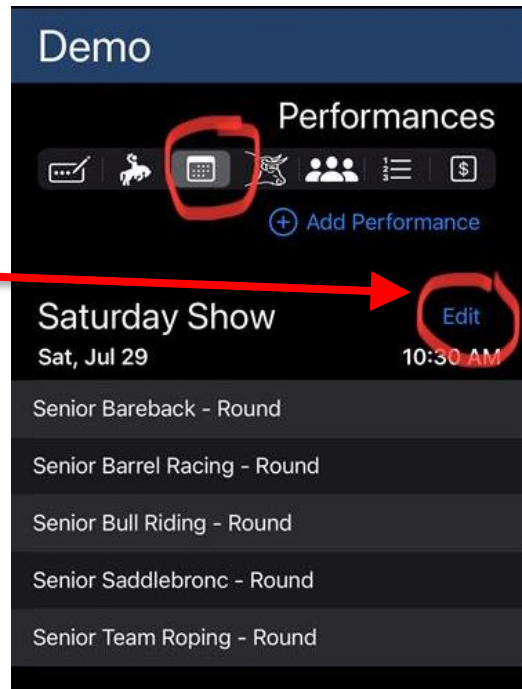 Demo
Performances
Add Performance
Saturday Show Edit
Sat, Jul 29 10:30 AM
Senior Bareback - Round
Senior Barrel Racing - Round
Senior Bull Riding - Round
Senior Saddlebronc - Round
Senior Team Roping - Round